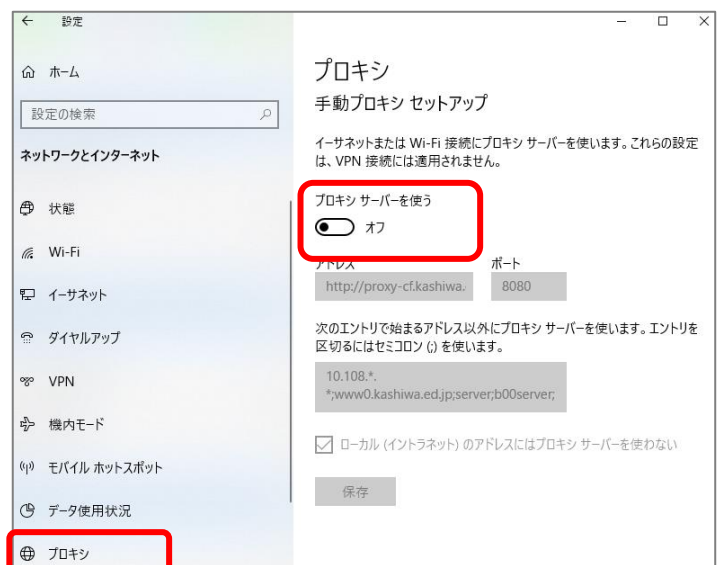 設定
ホーム
設定の検索
ネットワークとインターネット
状態
Wi-Fi
イーサネット
ダイヤルアップ
VPN
機内モード
モバイル ホットスポット
データ使用状況
プロキシ
プロキシ
手動プロキシ セットアップ
イーサネットまたは Wi-Fi 接続にプロキシ サーバーを使います。これらの設定
は、VPN 接続には適用されません。
プロキシ サーバーを使う
オフ
アドレス
ポート
http://proxy-cf.kashiwa.
8080
次のエントリで始まるアドレス以外にプロキシ サーバーを使います。エントリを
区切るにはセミコロン (;) を使います。
10.108.*.
*;www0.kashiwa.ed.jp;server;b00server;
ローカル (イントラネット) のアドレスにはプロキシ サーバーを使わない
保存